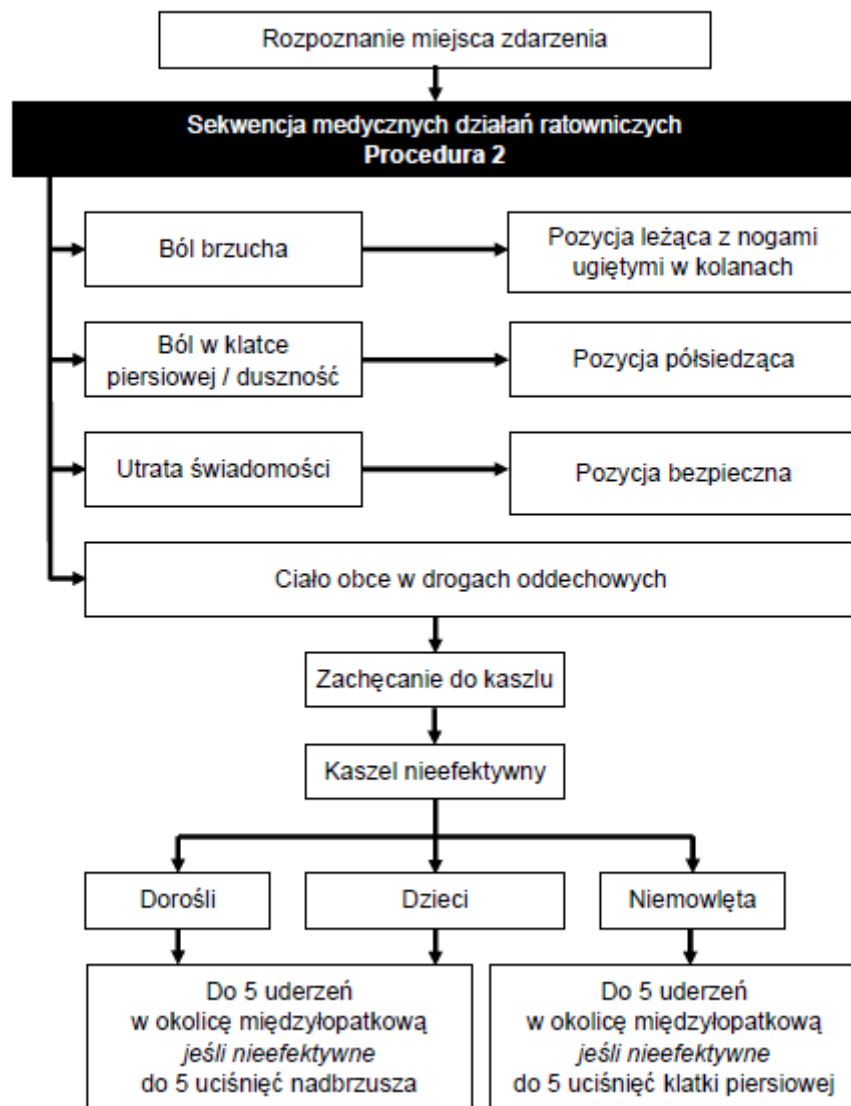 Rozpoznanie miejsca zdarzenia
Sekwencja medycznych działań ratowniczych
Procedura 2
Ból brzucha
Pozycja leżąca z nogami
ugiętymi w kolanach
Ból w klatce
piersiowej / duszność
Pozycja półsiedząca
Utrata świadomości
Pozycja bezpieczna
Ciało obce w drogach oddechowych
Zachęcanie do kaszlu
Kaszel nieefektywny
Dorośli
Dzieci
Niemowlęta
Do 5 uderzeń
w okolicę międzyłopatkową
jeśli nieefektywne
do 5 uciśnięć nadbrzusza
Do 5 uderzeń
w okolicę międzyłopatkową
jeśli nieefektywne
do 5 uciśnięć klatki piersiowej